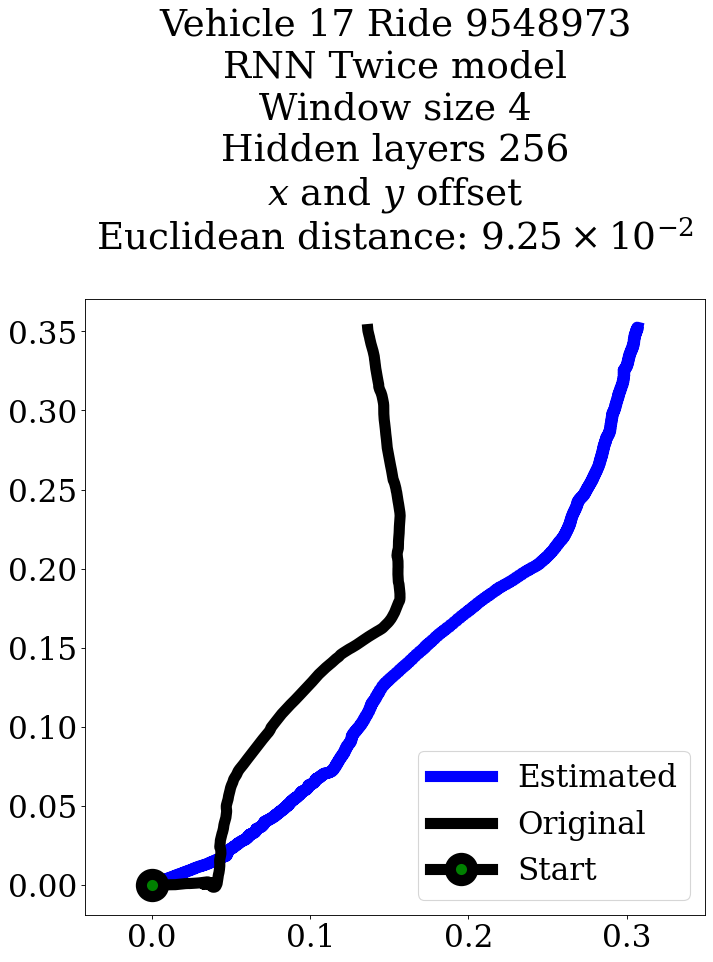 Vehicle 17 Ride 9548973
RNN Twice model
Window size 4
Hidden layers 256
x and y offset
Euclidean distance: 9.25 × 10⁻²
0.35
0.30
0.25
0.20
0.15
0.10
0.05
0.00
Estimated
Original
Start
0.0 0.1 0.2 0.3